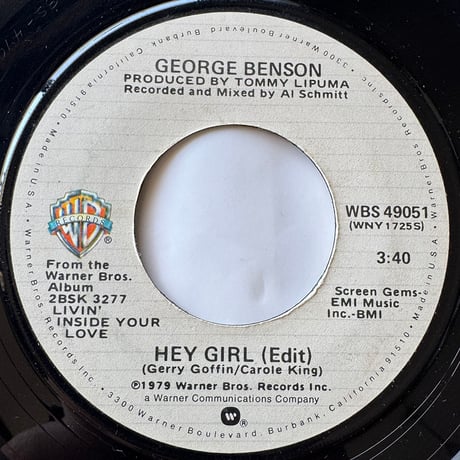 GEORGE BENSON
PRODUCED BY TOMMY LIPUMA
Recorded and Mixed by Al Schmitt
WB
RECORDS
®
From the
Warner Bros.
Album
2BSK 3277
LIVIN'
INSIDE YOUR
LOVE
WBS 49051
(WNY1725S)
3:40
Screen Gems-
EMI Music
Inc.-BMI
HEY GIRL (Edit)
(Gerry Goffin/Carole King)
℗©1979 Warner Bros. Records Inc.
a Warner Communications Company
W ®
Made in U.S.A. • Warner Bros. Records Inc. • 3300 Warner Boulevard, Burbank, California 91510 •